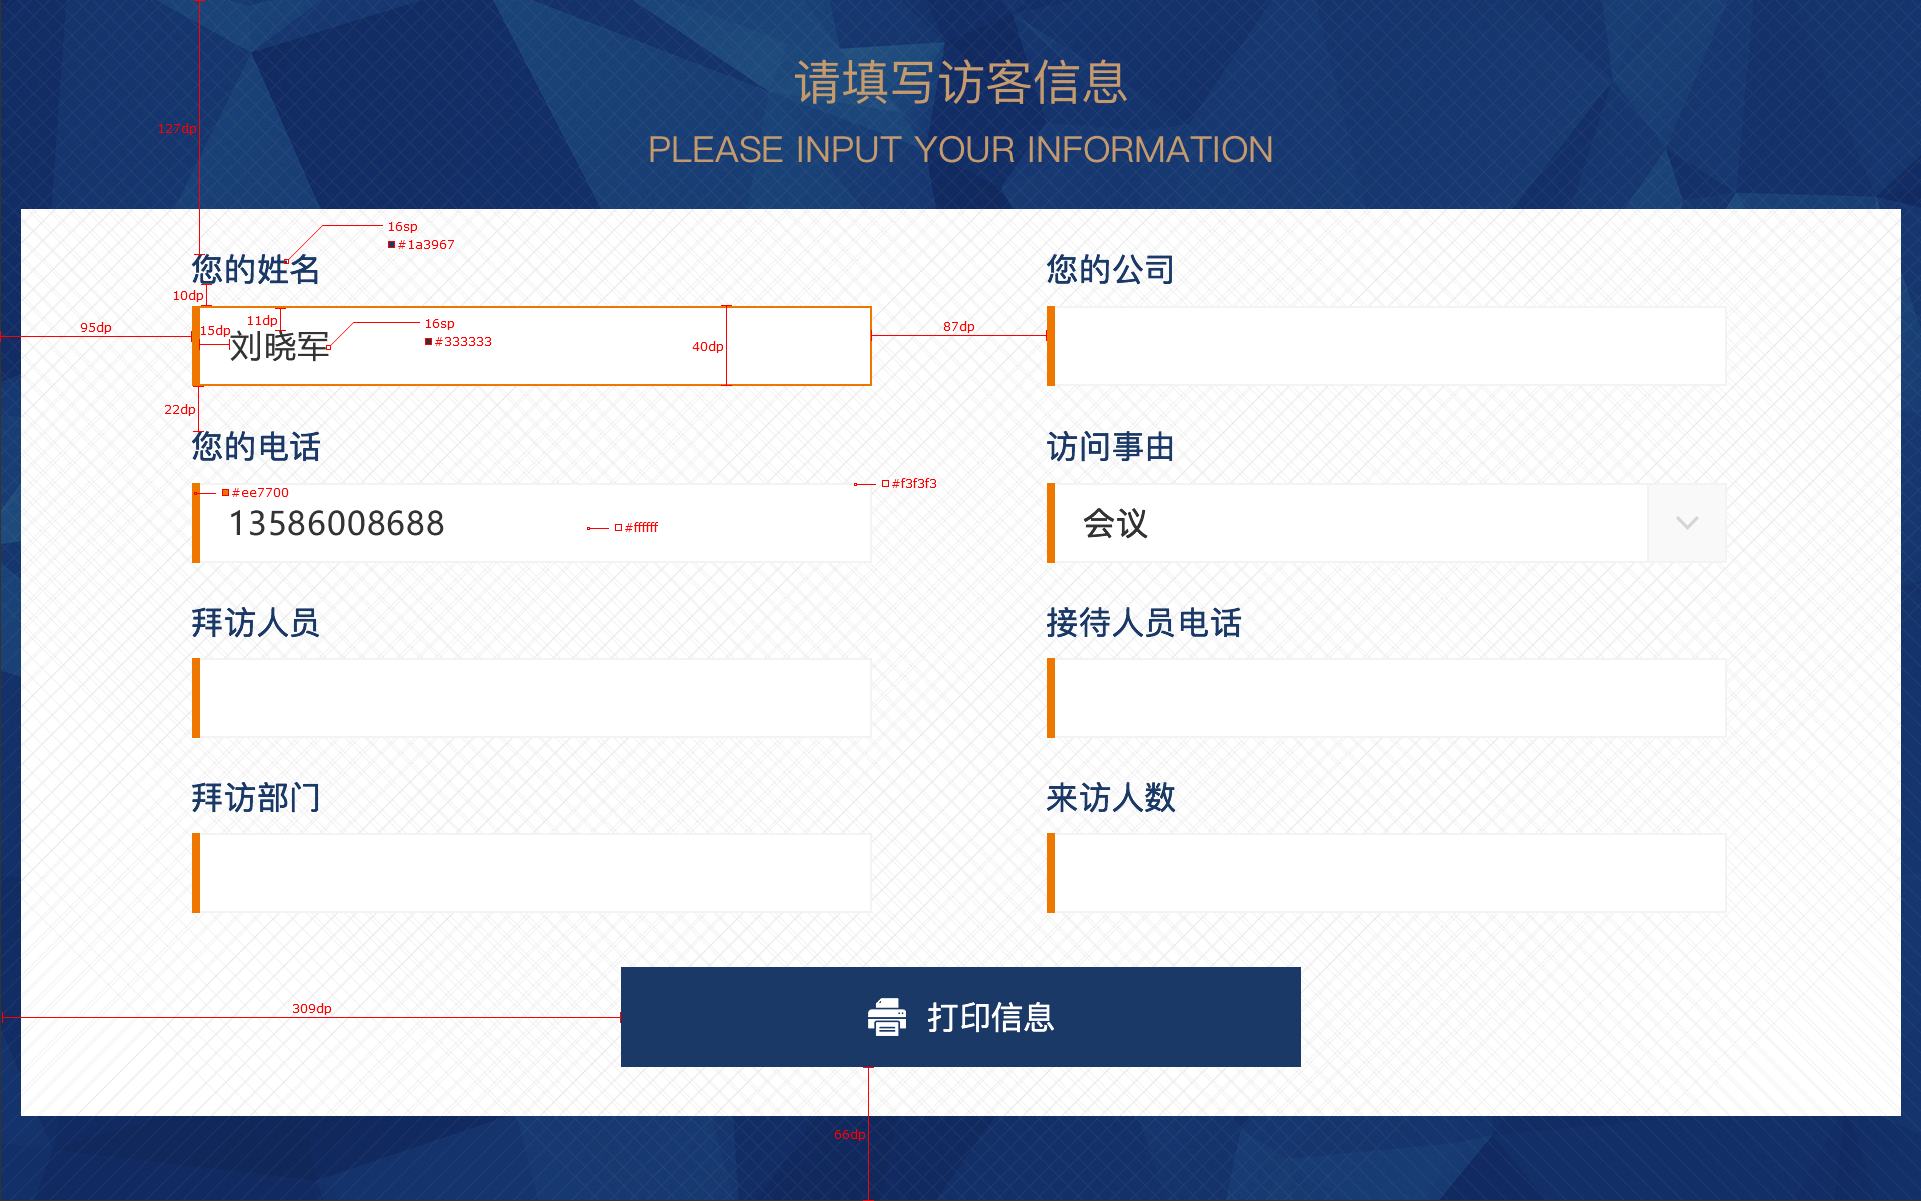 请填写访客信息
127dp
PLEASE INPUT YOUR INFORMATION
16sp
#1a3967
您的姓名
您的公司
10dp
95dp
15dp
11dp
刘晓军
16sp
#333333
40dp
87dp
22dp
您的电话
访问事由
#ee7700
#f3f3f3
13586008688
#ffffff
会议
拜访人员
接待人员电话
拜访部门
来访人数
309dp
打印信息
66dp